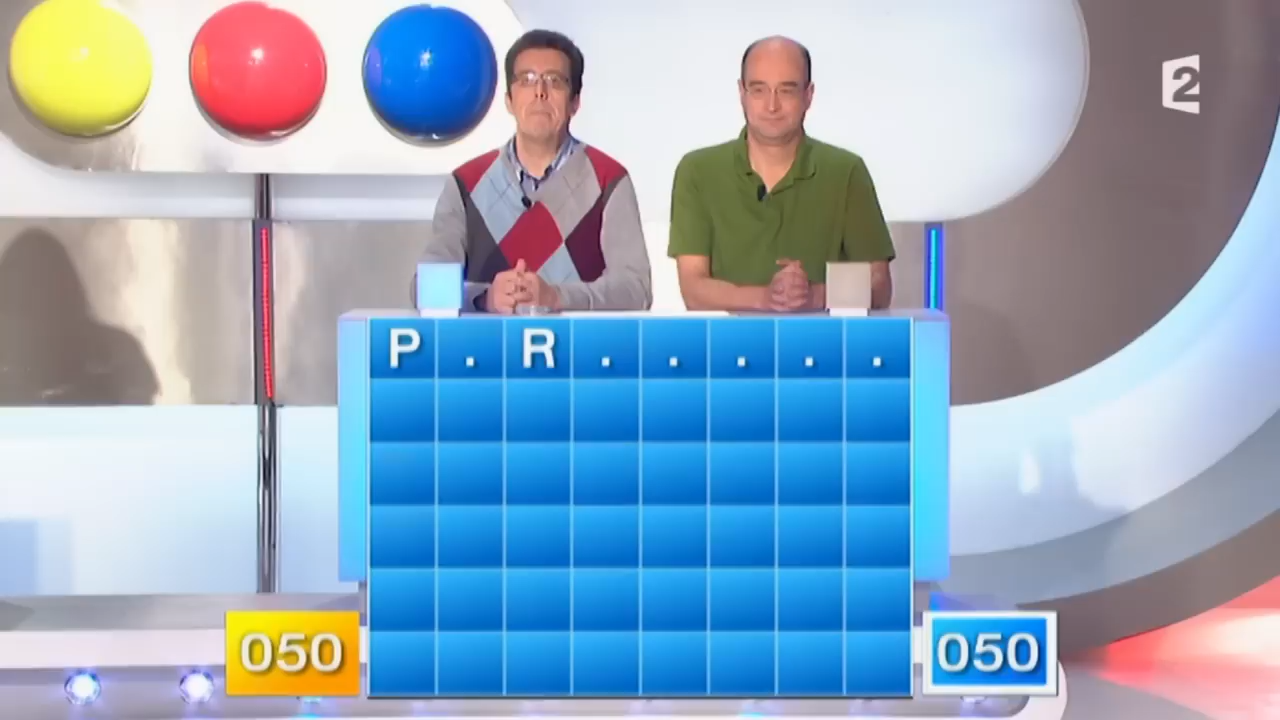 2
P . R . . . . .
050
050